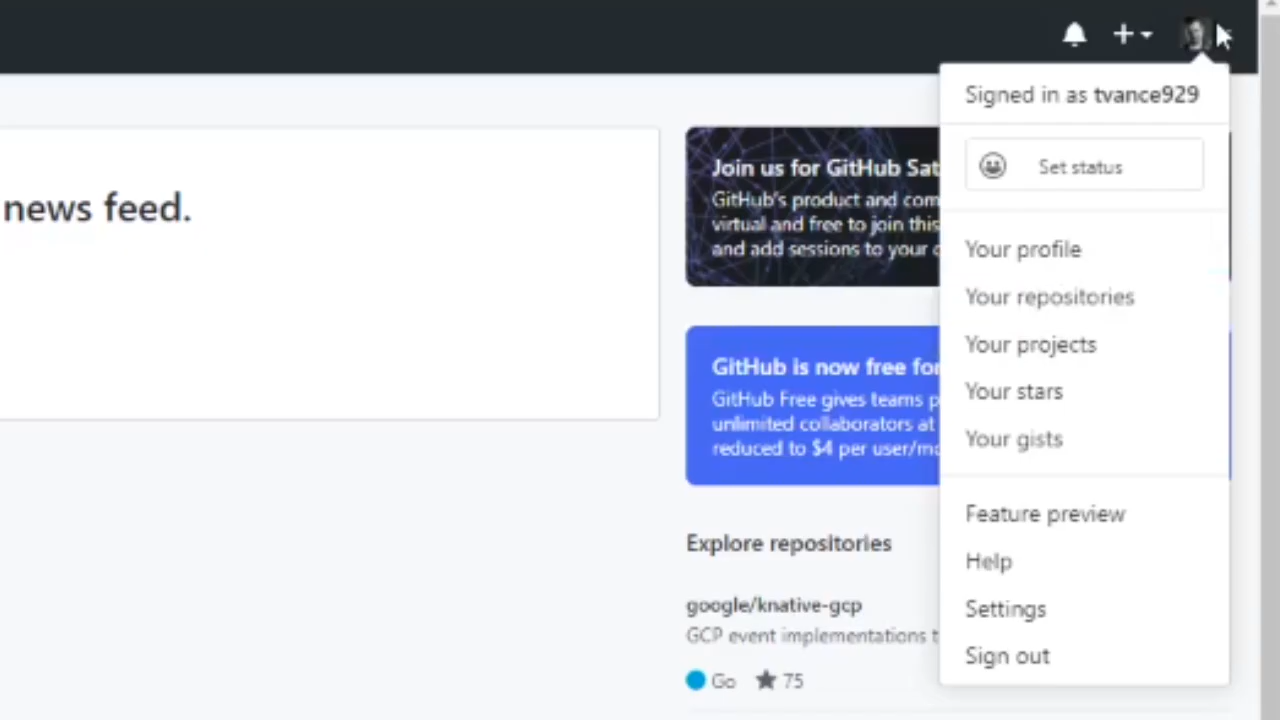 Signed in as tvance929
Set status
Your profile
Your repositories
Your projects
Your stars
Your gists
Feature preview
Help
Settings
Sign out
news feed.
Join us for GitHub Sat
GitHub's product and com
virtual and free to join this
and add sessions to your
GitHub is now free for
GitHub Free gives teams
unlimited collaborators at
reduced to $4 per user/mo
Explore repositories
google/knative-gcp
GCP event implementations
Go 75